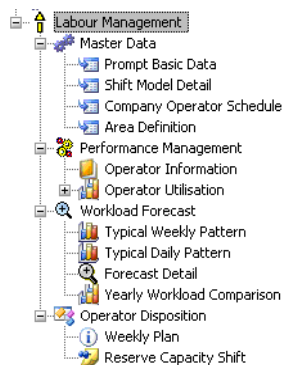 Labour Management
Master Data
Prompt Basic Data
Shift Model Detail
Company Operator Schedule
Area Definition
Performance Management
Operator Information
Operator Utilisation
Workload Forecast
Typical Weekly Pattern
Typical Daily Pattern
Forecast Detail
Yearly Workload Comparison
Operator Disposition
Weekly Plan
Reserve Capacity Shift